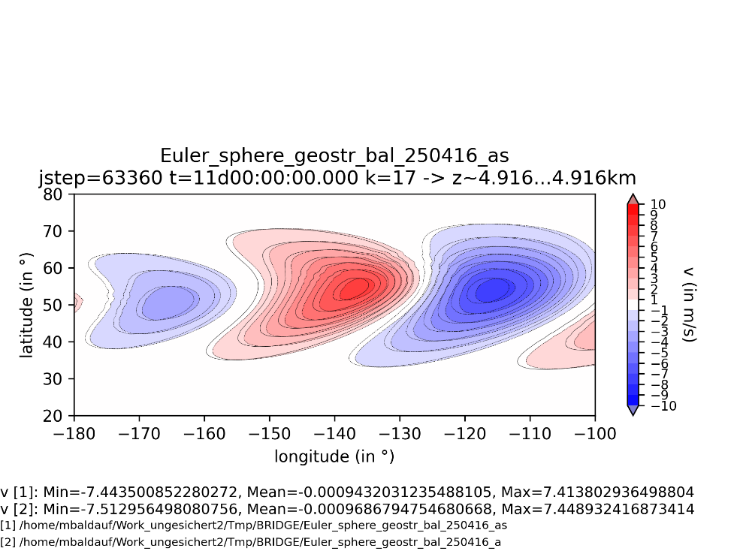 Euler_sphere_geostr_bal_250416_as
jstep=63360 t=11d00:00:00.000 k=17 -> z~4.916...4.916km
80
70
60
50
40
30
20
latitude (in °)
−180 −170 −160 −150 −140 −130 −120 −110 −100
longitude (in °)
10
9
8
7
6
5
4
3
2
1
−1
−2
−3
−4
−5
−6
−7
−8
−9
−10
v (in m/s)
v [1]: Min=-7.443500852280272, Mean=-0.0009432031235488105, Max=7.413802936498804
v [2]: Min=-7.512956498080756, Mean=-0.0009686794754680668, Max=7.448932416873414
[1] /home/mbaldauf/Work_ungesichert2/Tmp/BRIDGE/Euler_sphere_geostr_bal_250416_as
[2] /home/mbaldauf/Work_ungesichert2/Tmp/BRIDGE/Euler_sphere_geostr_bal_250416_a